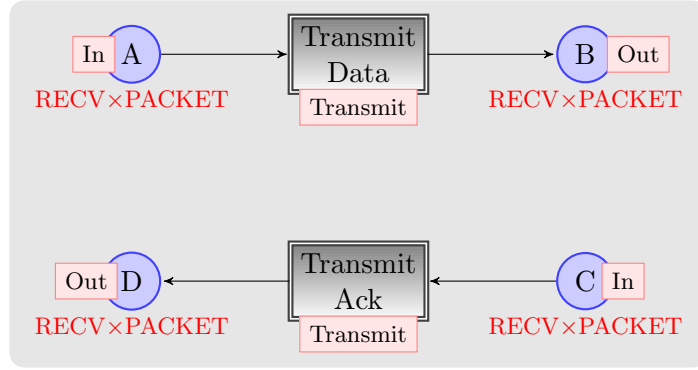 In
A
RECV×PACKET
Transmit
Data
Transmit
B
Out
RECV×PACKET
Out
D
RECV×PACKET
Transmit
Ack
Transmit
C
In
RECV×PACKET